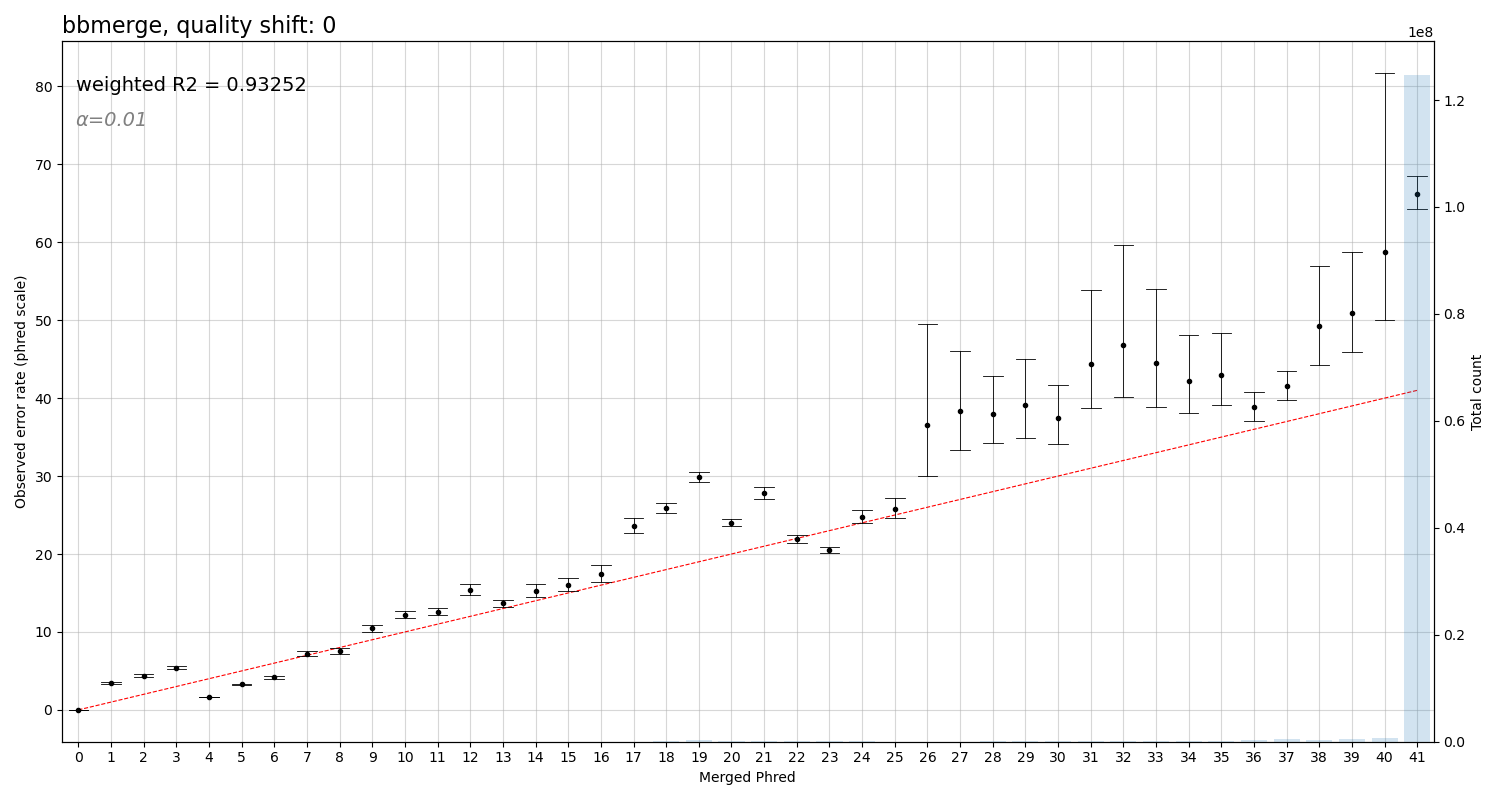 bbmerge, quality shift: 0
1e8
weighted R2 = 0.93252
α=0.01
80
70
60
50
40
30
20
10
0
Observed error rate (phred scale)
1.2
1.0
0.8
0.6
0.4
0.2
0.0
Total count
0 1 2 3 4 5 6 7 8 9 10 11 12 13 14 15 16 17 18 19 20 21 22 23 24 25 26 27 28 29 30 31 32 33 34 35 36 37 38 39 40 41
Merged Phred